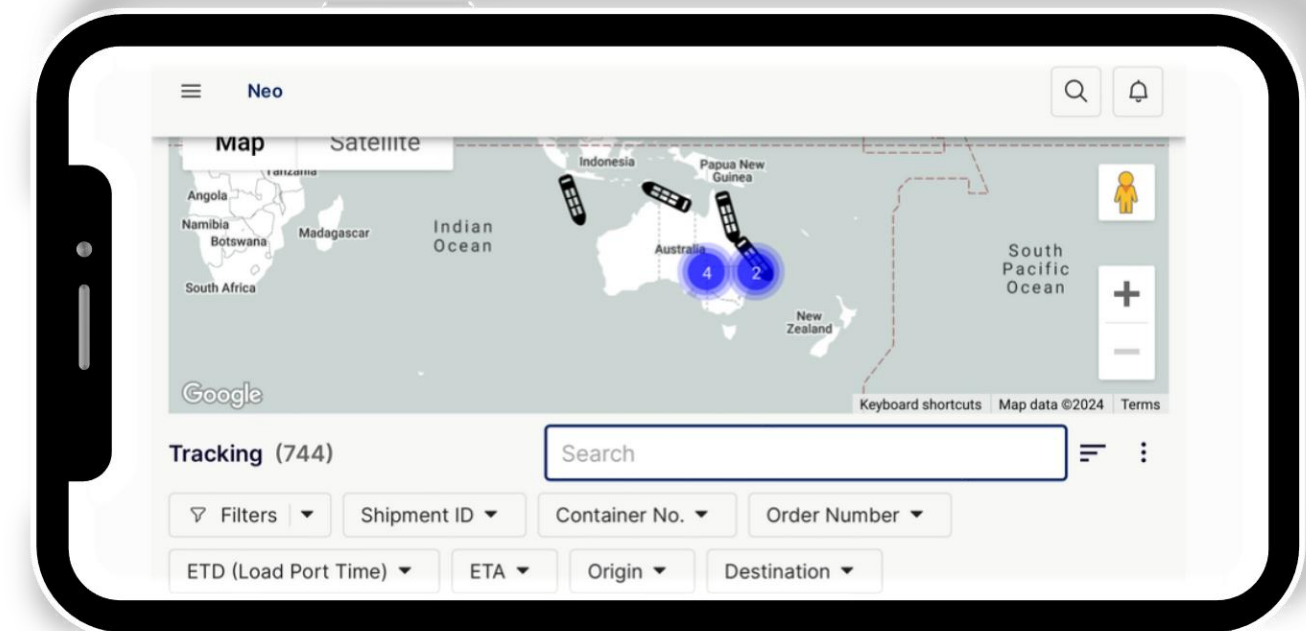 Neo
Map Satellite
Tanzania
Indonesia
Papua New
Guinea
Angola
Namibia
Botswana
Madagascar
Indian
Ocean
Australia
South Africa
4
2
South
Pacific
Ocean
New
Zealand
Google
Keyboard shortcuts Map data ©2024 Terms
Tracking (744)
Search
Filters Shipment ID Container No. Order Number
ETD (Load Port Time) ETA Origin Destination